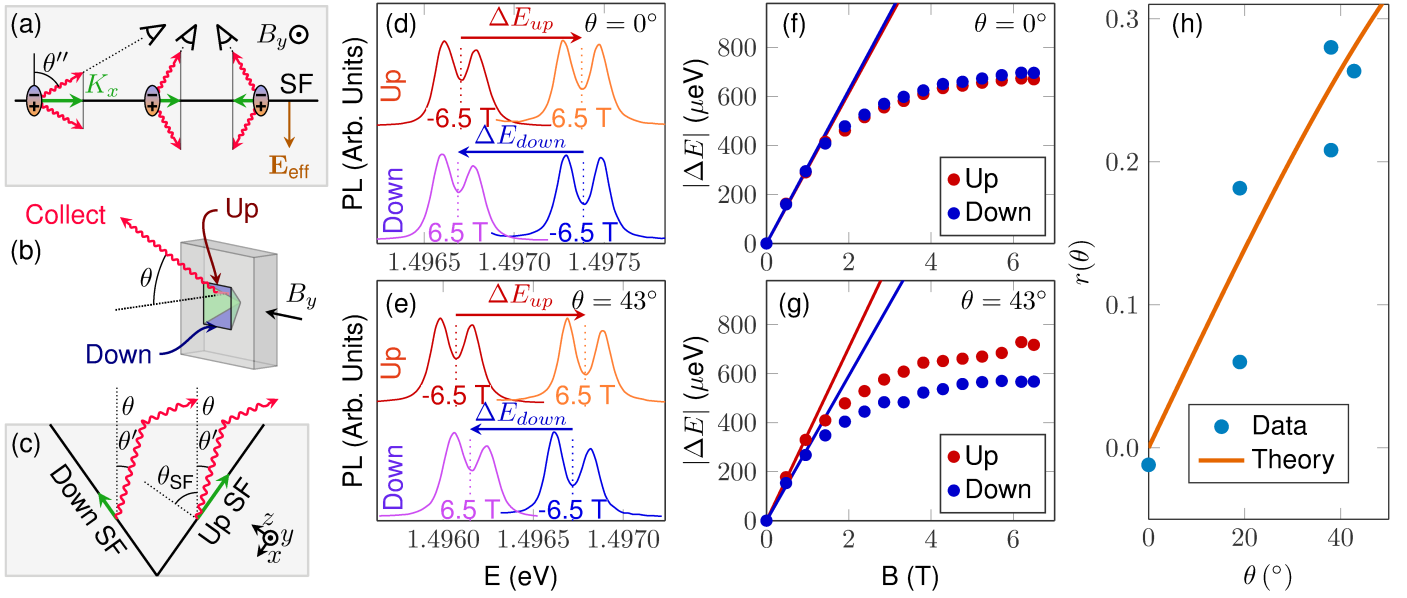 (a)
θ''
K_x
B_y ⊙
SF
- + - + - +
E_eff
(b)
Collect
Up
θ
B_y
Down
(c)
θ θ
θ' θ'
θ_SF
Down SF
Up SF
z
y
x
(d)
θ = 0°
ΔE_up
Up
-6.5 T 6.5 T
ΔE_down
Down
6.5 T -6.5 T
PL (Arb. Units)
1.4965 1.4970 1.4975
(e)
θ = 43°
ΔE_up
Up
-6.5 T 6.5 T
ΔE_down
Down
6.5 T -6.5 T
PL (Arb. Units)
1.4960 1.4965 1.4970
E (eV)
(f)
θ = 0°
|ΔE| (μeV)
800
600
400
200
0
Up
Down
0 2 4 6
(g)
θ = 43°
|ΔE| (μeV)
800
600
400
200
0
Up
Down
0 2 4 6
B (T)
(h)
r(θ)
0.3
0.2
0.1
0.0
Data
Theory
0 20 40
θ (°)